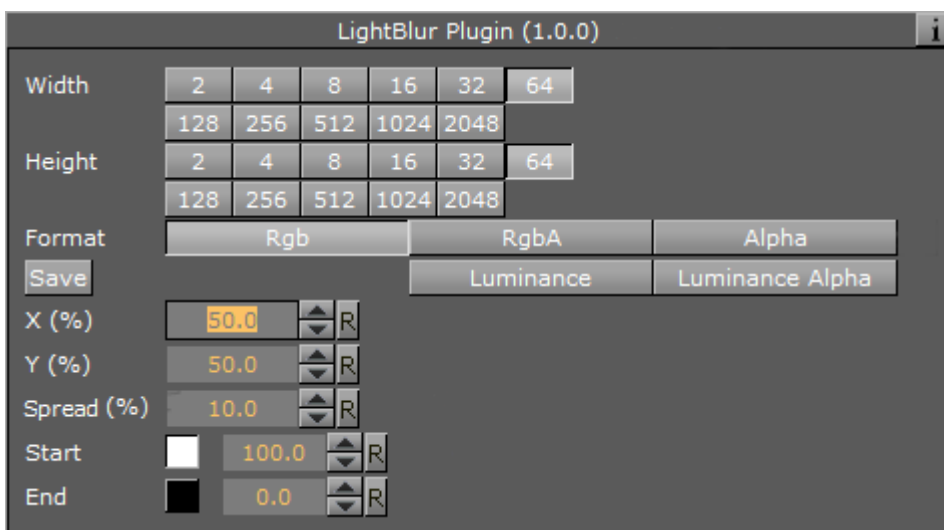 LightBlur Plugin (1.0.0) i
Width 2 4 8 16 32 64
128 256 512 1024 2048
Height 2 4 8 16 32 64
128 256 512 1024 2048
Format Rgb RgbA Alpha
Save Luminance Luminance Alpha
X (%) 50.0 R
Y (%) 50.0 R
Spread (%) 10.0 R
Start 100.0 R
End 0.0 R